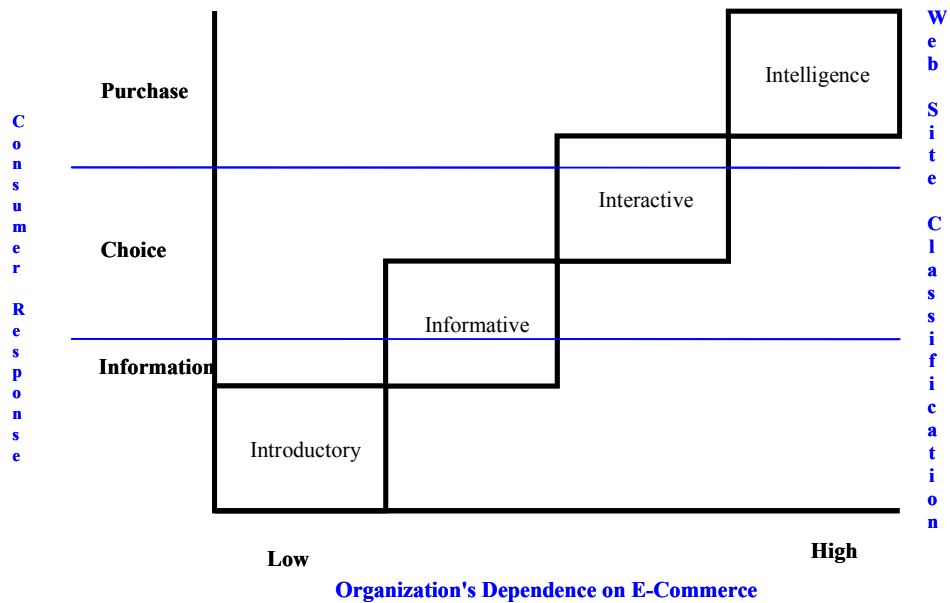 Consumer Response
Purchase
Choice
Information
Intelligence
Interactive
Informative
Introductory
Web Site Classification
Low
High
Organization's Dependence on E-Commerce